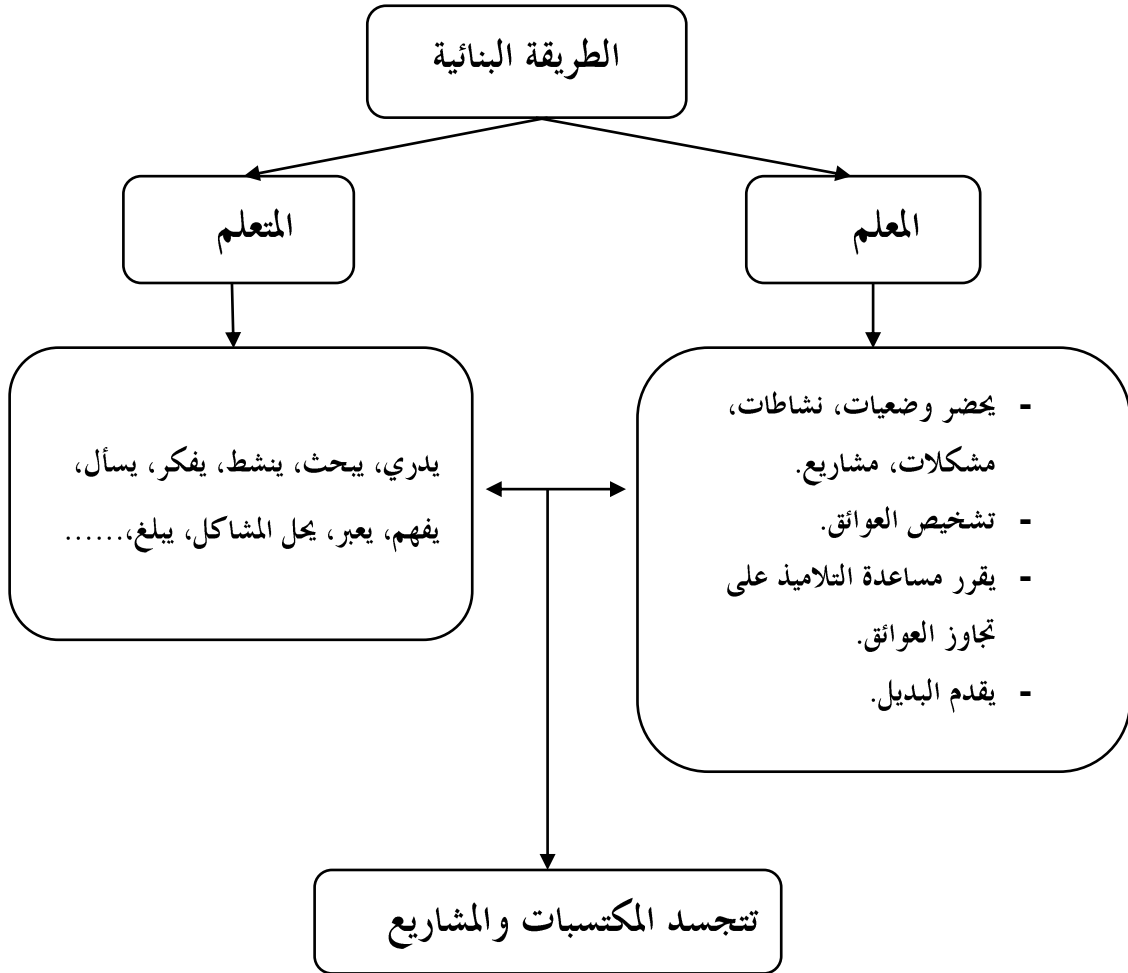 الطريقة البنائية
المعلم
المتعلم
- يحضر وضعيات، نشاطات،
مشكلات، مشاريع.
- تشخيص العوائق.
- يقرر مساعدة التلاميذ على
تجاوز العوائق.
- يقدم البديل.
يدري، يبحث، ينشط، يفكر، يسأل،
يفهم، يعبر، يحل المشاكل، يبلغ،......
تتجسد المكتسبات والمشاريع